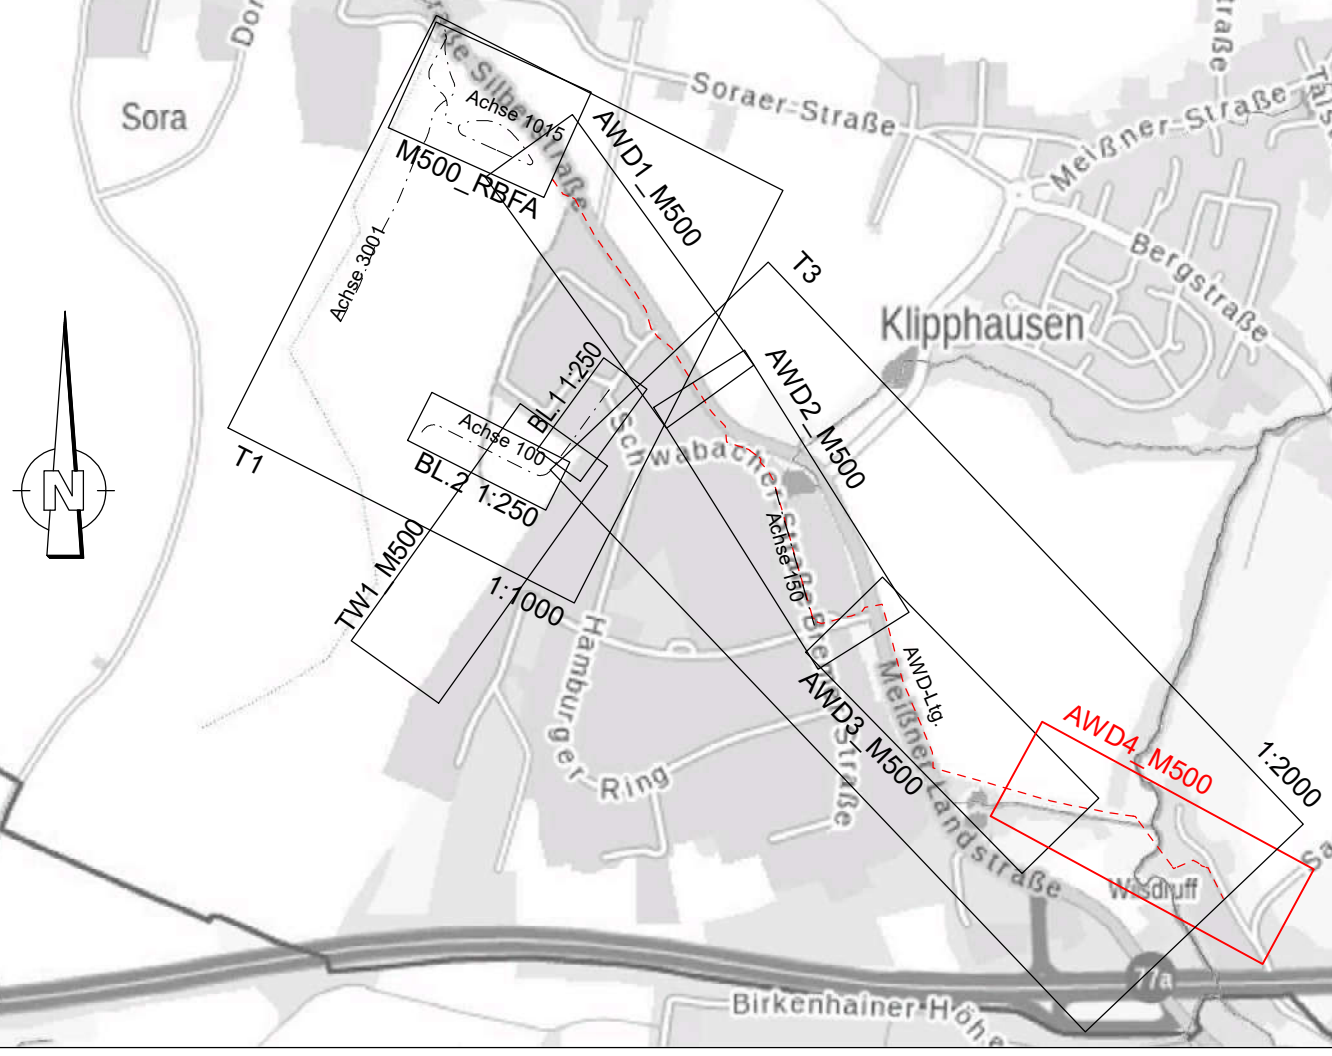 Sora
Soraer-Straße
Meißner-Straße
Bergstraße
Klipphausen
Achse 1015
M500_RBFA
AWD1_M500
Achse 3001
T3
T1
BL.1 1:250
Achse 100
BL.2 1:250
AWD2_M500
Schwabacher Straße
Achse 150
TW1_M500
1:1000
Hamburger-Ring
AWD-Ltg.
Meißner Landstraße
AWD3_M500
Straße
AWD4_M500
1:2000
Wilsdruff
77a
Birkenhainer-Höhe
N